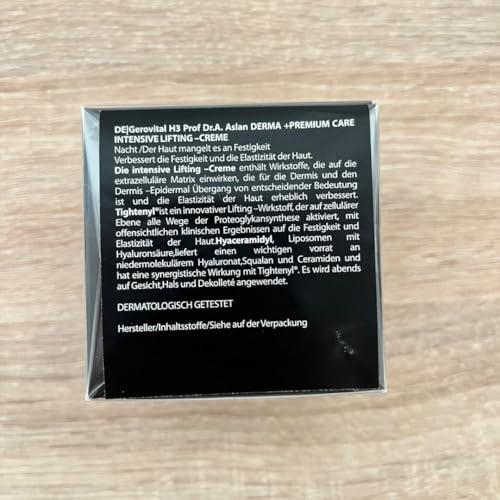 DE|Gerovital H3 Prof Dr.A. Aslan DERMA +PREMIUM CARE
INTENSIVE LIFTING –CREME
Nacht /Der Haut mangelt es an Festigkeit
Verbessert die Festigkeit und die Elastizität der Haut.
Die intensive Lifting –Creme enthält Wirkstoffe, die auf die
extrazelluläre Matrix einwirken, die für die Dermis und den
Dermis –Epidermal Übergang von entscheidender Bedeutung
ist und die Elastizität der Haut erheblich verbessert.
Tightenyl®ist ein innovativer Lifting –Wirkstoff, der auf zellulärer
Ebene alle Wege der Proteoglykansynthese aktiviert, mit
offensichtlichen klinischen Ergebnissen auf die Festigkeit und
Elastizität der Haut.Hyaceramidyl, Liposomen mit
Hyaluronsäure,liefert einen wichtigen vorrat an
niedermolekulärem Hyaluronat,Squalan und Ceramiden und
hat eine synergistische Wirkung mit Tightenyl®. Es wird abends
auf Gesicht,Hals und Dekolleté angewendet.
DERMATOLOGISCH GETESTET
Hersteller/Inhaltsstoffe/Siehe auf der Verpackung